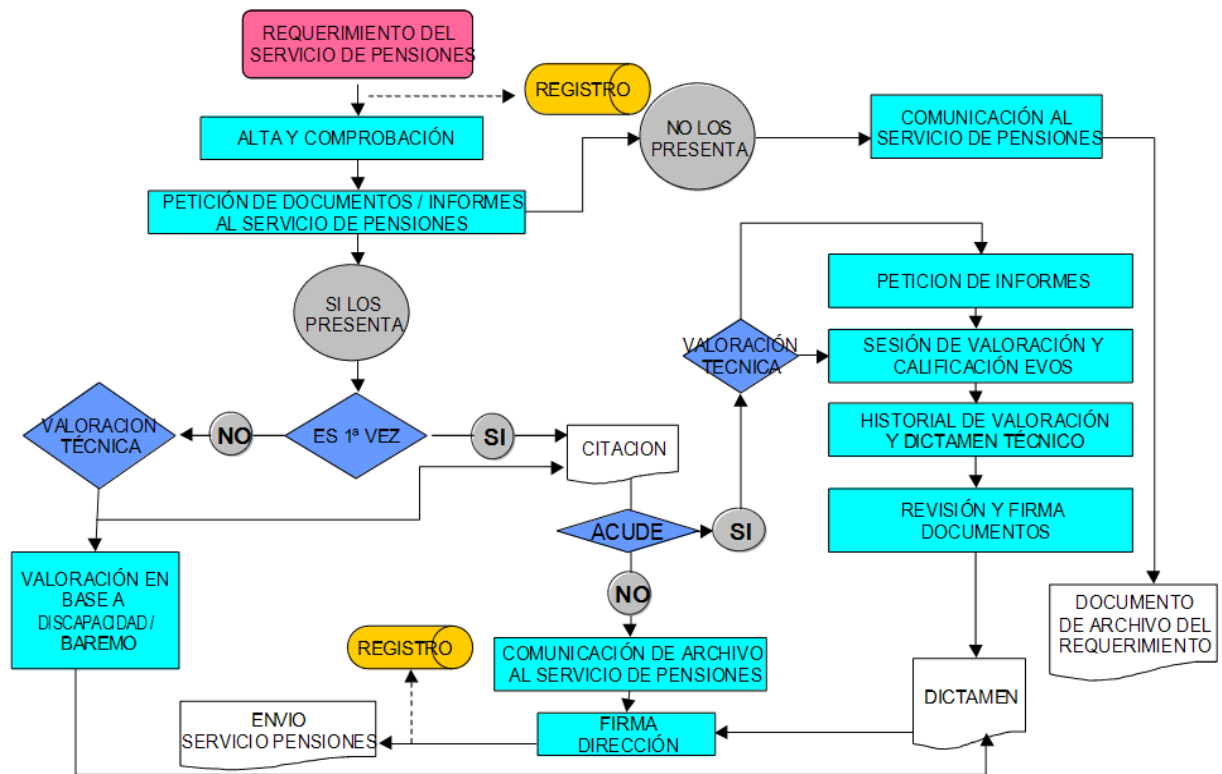 REQUERIMIENTO DEL
SERVICIO DE PENSIONES
REGISTRO
ALTA Y COMPROBACIÓN
NO LOS
PRESENTA
COMUNICACIÓN AL
SERVICIO DE PENSIONES
PETICIÓN DE DOCUMENTOS / INFORMES
AL SERVICIO DE PENSIONES
SI LOS
PRESENTA
PETICION DE INFORMES
VALORACIÓN
TECNICA
SESIÓN DE VALORACIÓN Y
CALIFICACIÓN EVOS
HISTORIAL DE VALORACIÓN
Y DICTAMEN TÉCNICO
VALORACION
TÉCNICA
NO
ES 1ª VEZ
SI
CITACION
REVISIÓN Y FIRMA
DOCUMENTOS
ACUDE
SI
VALORACIÓN EN
BASE A
DISCAPACIDAD/
BAREMO
NO
DOCUMENTO
DE ARCHIVO DEL
REQUERIMIENTO
REGISTRO
COMUNICACIÓN DE ARCHIVO
AL SERVICIO DE PENSIONES
DICTAMEN
ENVIO
SERVICIO PENSIONES
FIRMA
DIRECCIÓN